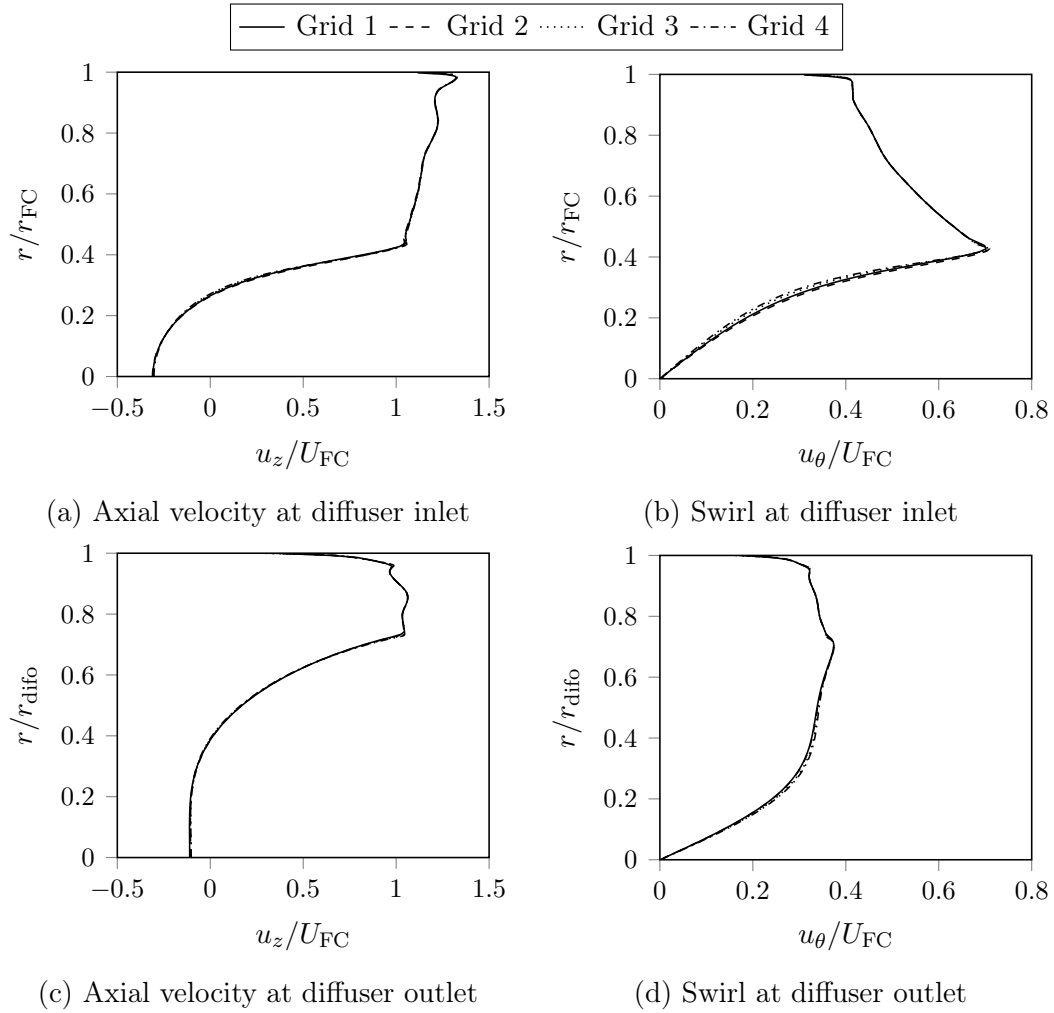 Grid 1 Grid 2 Grid 3 Grid 4
1
0.8
0.6
0.4
0.2
0
r/r_FC
−0.5 0 0.5 1 1.5
u_z/U_FC
(a) Axial velocity at diffuser inlet
1
0.8
0.6
0.4
0.2
0
r/r_FC
0 0.2 0.4 0.6 0.8
u_θ/U_FC
(b) Swirl at diffuser inlet
1
0.8
0.6
0.4
0.2
0
r/r_difo
−0.5 0 0.5 1 1.5
u_z/U_FC
(c) Axial velocity at diffuser outlet
1
0.8
0.6
0.4
0.2
0
r/r_difo
0 0.2 0.4 0.6 0.8
u_θ/U_FC
(d) Swirl at diffuser outlet